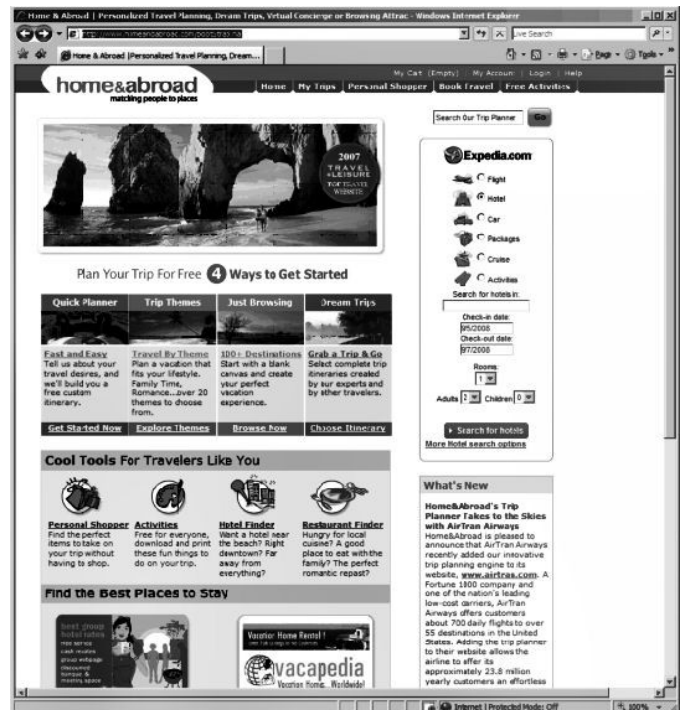 Home & Abroad | Personalized Travel Planning, Dream Trips, Virtual Concierge or Browsing Attrac - Windows Internet Explorer
Live Search
Home & Abroad |Personalized Travel Planning, Dream...
Page
Tools
My Cart (Empty) | My Account | Login | Help
home&abroad
matching people to places
Home | My Trips | Personal Shopper | Book Travel | Free Activities
Search Our Trip Planner
Go
2007
TRAVEL
+LEISURE
TOP TRAVEL
WEBSITE
Plan Your Trip For Free 4 Ways to Get Started
Quick Planner
Fast and Easy
Tell us about your
travel desires, and
we'll build you a
free custom
itinerary.
Get Started Now
Trip Themes
Travel By Theme
Plan a vacation that
fits your lifestyle.
Family Time,
Romance...over 20
themes to choose
from.
Explore Themes
Just Browsing
100+ Destinations
Start with a blank
canvas and create
your perfect
vacation
experience.
Browse Now
Dream Trips
Grab a Trip & Go
Select complete trip
itineraries created
by our experts and
by other travelers.
Choose Itinerary
Cool Tools For Travelers Like You
Personal Shopper
Find the perfect
items to take on
your trip without
having to shop.
Activities
Free for everyone,
download and print
these fun things to
do on your trip.
Hotel Finder
Want a hotel near
the beach? Right
downtown? Far
away from
everything?
Restaurant Finder
Hungry for local
cuisine? A good
place to eat with the
family? The perfect
romantic repast?
Find the Best Places to Stay
best group
hotel rates
free service
cash rebates
group webpage
discounted
banquet &
meeting space
Vacation Home Rental !
vacapedia
Vacation Home.. Worldwide!
Expedia.com
Flight
Hotel
Car
Packages
Cruise
Activities
Search for hotels in:
Check-in date:
9/5/2008
Check-out date:
9/7/2008
Rooms:
1
Adults 2 Children 0
Search for hotels
More Hotel search options
What's New
Home&Abroad's Trip
Planner Takes to the Skies
with AirTran Airways
Home&Abroad is pleased to
announce that AirTran Airways
recently added our innovative
trip planning engine to its
website, www.airtran.com. A
Fortune 1000 company and
one of the nation's leading
low-cost carriers, AirTran
Airways offers customers
about 700 daily flights to over
55 destinations in the United
States. Adding the trip planner
to their website allows the
airline to offer its
approximately 23.8 million
yearly customers an effortless
Internet | Protected Mode: Off
100%